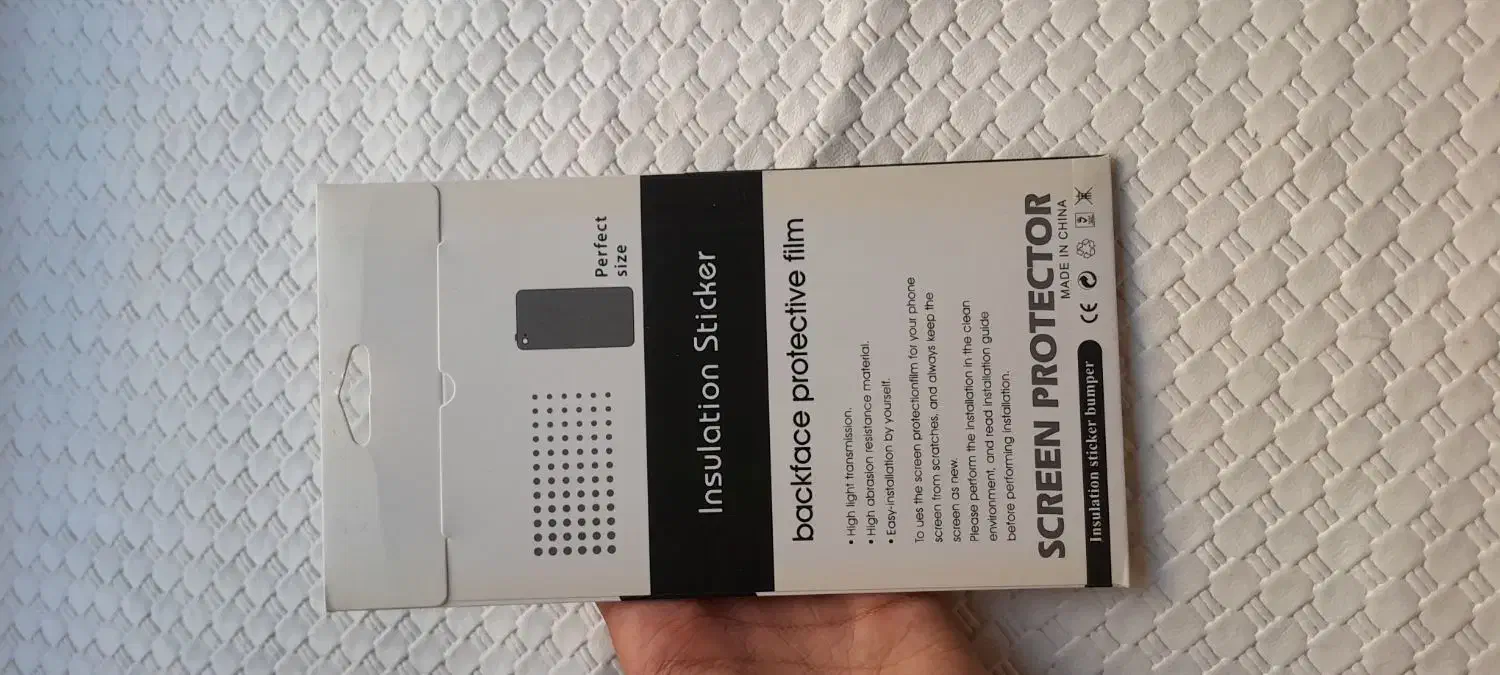 Perfect
size
Insulation Sticker
backface protective film
• High light transmission.
• High abrasion resistance material.
• Easy-installation by yourself.
To ues the screen protectionfilm for your phone
screen from scratches, and always keep the
screen as new.
Please perform the installation in the clean
environment, and read installation guide
before performing installation.
SCREEN PROTECTOR
MADE IN CHINA
Insulation sticker bumper
CE